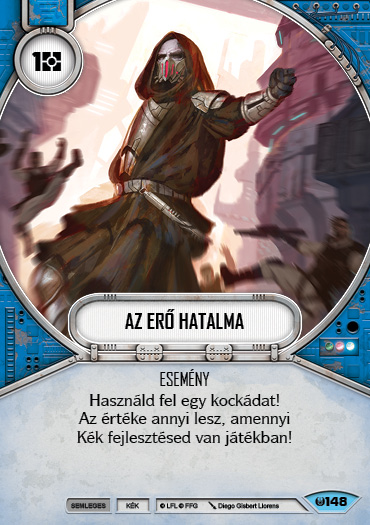 1
AZ ERŐ HATALMA
ESEMÉNY
Használd fel egy kockádat!
Az értéke annyi lesz, amennyi
Kék fejlesztésed van játékban!
SEMLEGES KÉK © LFL © FFG Diego Gisbert Llorens 148